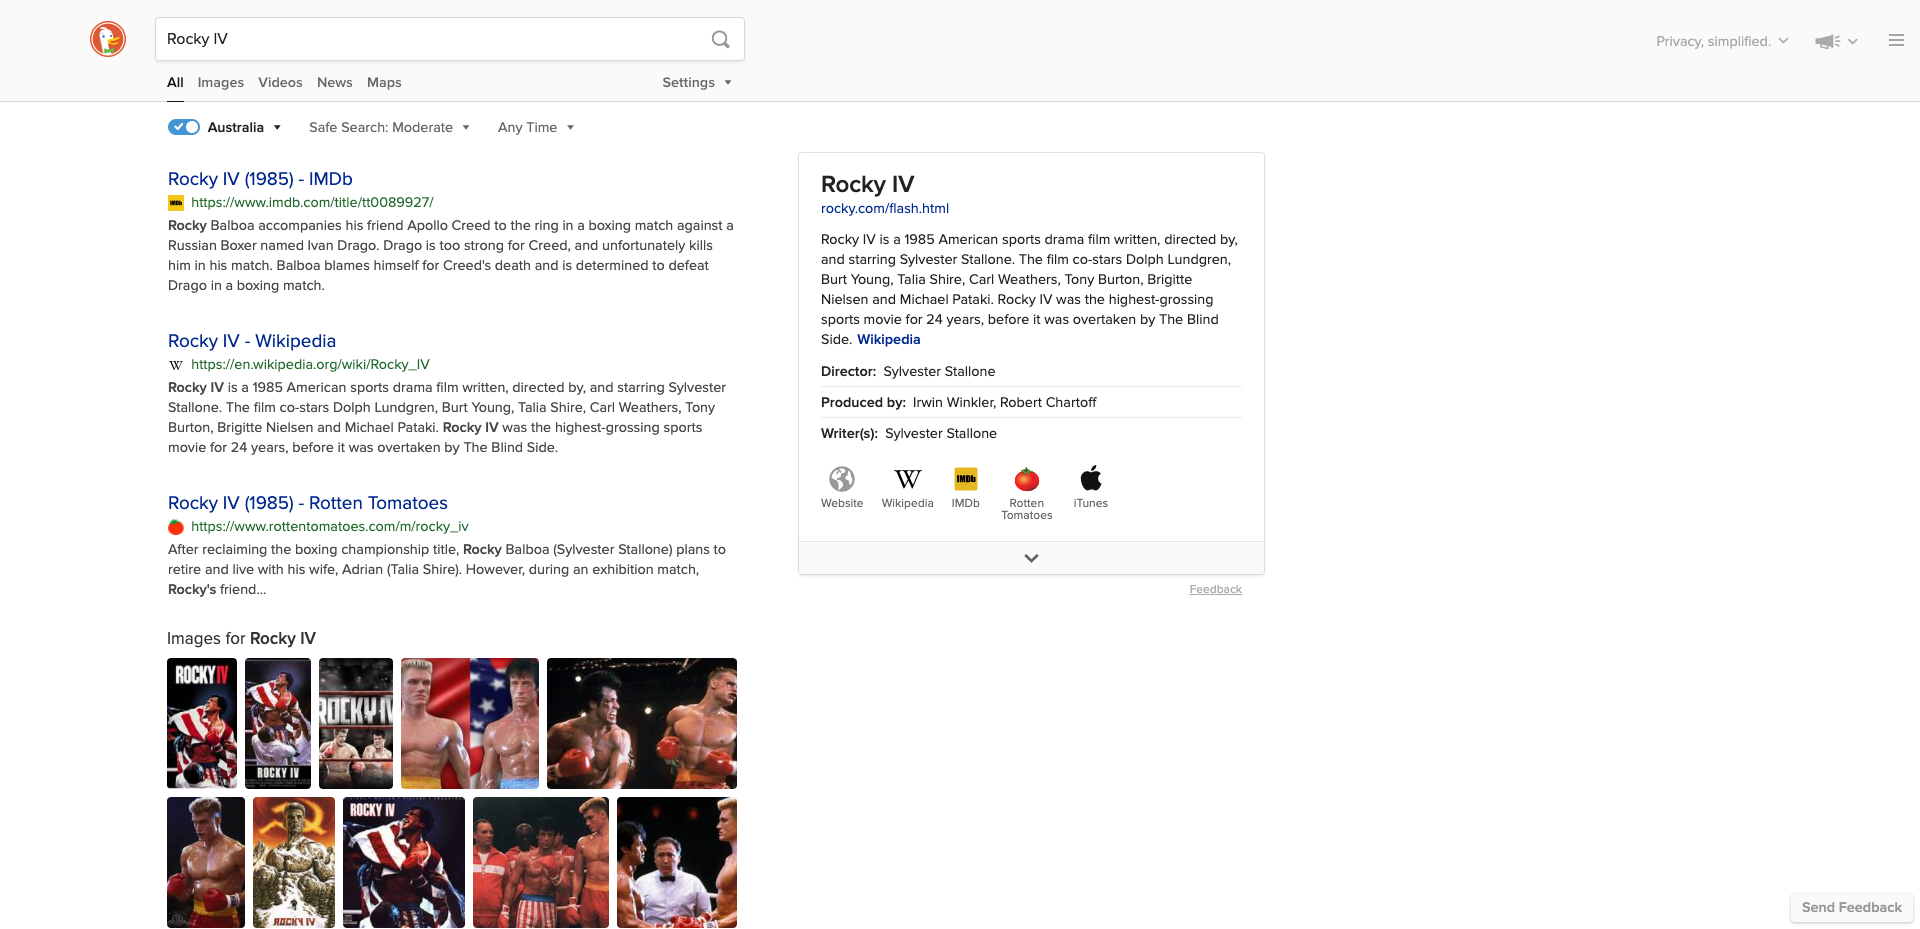 Rocky IV
Privacy, simplified.
All Images Videos News Maps Settings
Australia Safe Search: Moderate Any Time
Rocky IV (1985) - IMDb
IMDb https://www.imdb.com/title/tt0089927/
Rocky Balboa accompanies his friend Apollo Creed to the ring in a boxing match against a
Russian Boxer named Ivan Drago. Drago is too strong for Creed, and unfortunately kills
him in his match. Balboa blames himself for Creed's death and is determined to defeat
Drago in a boxing match.
Rocky IV - Wikipedia
W https://en.wikipedia.org/wiki/Rocky_IV
Rocky IV is a 1985 American sports drama film written, directed by, and starring Sylvester
Stallone. The film co-stars Dolph Lundgren, Burt Young, Talia Shire, Carl Weathers, Tony
Burton, Brigitte Nielsen and Michael Pataki. Rocky IV was the highest-grossing sports
movie for 24 years, before it was overtaken by The Blind Side.
Rocky IV (1985) - Rotten Tomatoes
https://www.rottentomatoes.com/m/rocky_iv
After reclaiming the boxing championship title, Rocky Balboa (Sylvester Stallone) plans to
retire and live with his wife, Adrian (Talia Shire). However, during an exhibition match,
Rocky's friend...
Images for Rocky IV
ROCKY IV
ROCKY IV
ROCKY IV
ROCKY IV
ROCKY IV
Rocky IV
rocky.com/flash.html
Rocky IV is a 1985 American sports drama film written, directed by,
and starring Sylvester Stallone. The film co-stars Dolph Lundgren,
Burt Young, Talia Shire, Carl Weathers, Tony Burton, Brigitte
Nielsen and Michael Pataki. Rocky IV was the highest-grossing
sports movie for 24 years, before it was overtaken by The Blind
Side. Wikipedia
Director: Sylvester Stallone
Produced by: Irwin Winkler, Robert Chartoff
Writer(s): Sylvester Stallone
W IMDb
Website Wikipedia IMDb Rotten Tomatoes iTunes
Feedback
Send Feedback